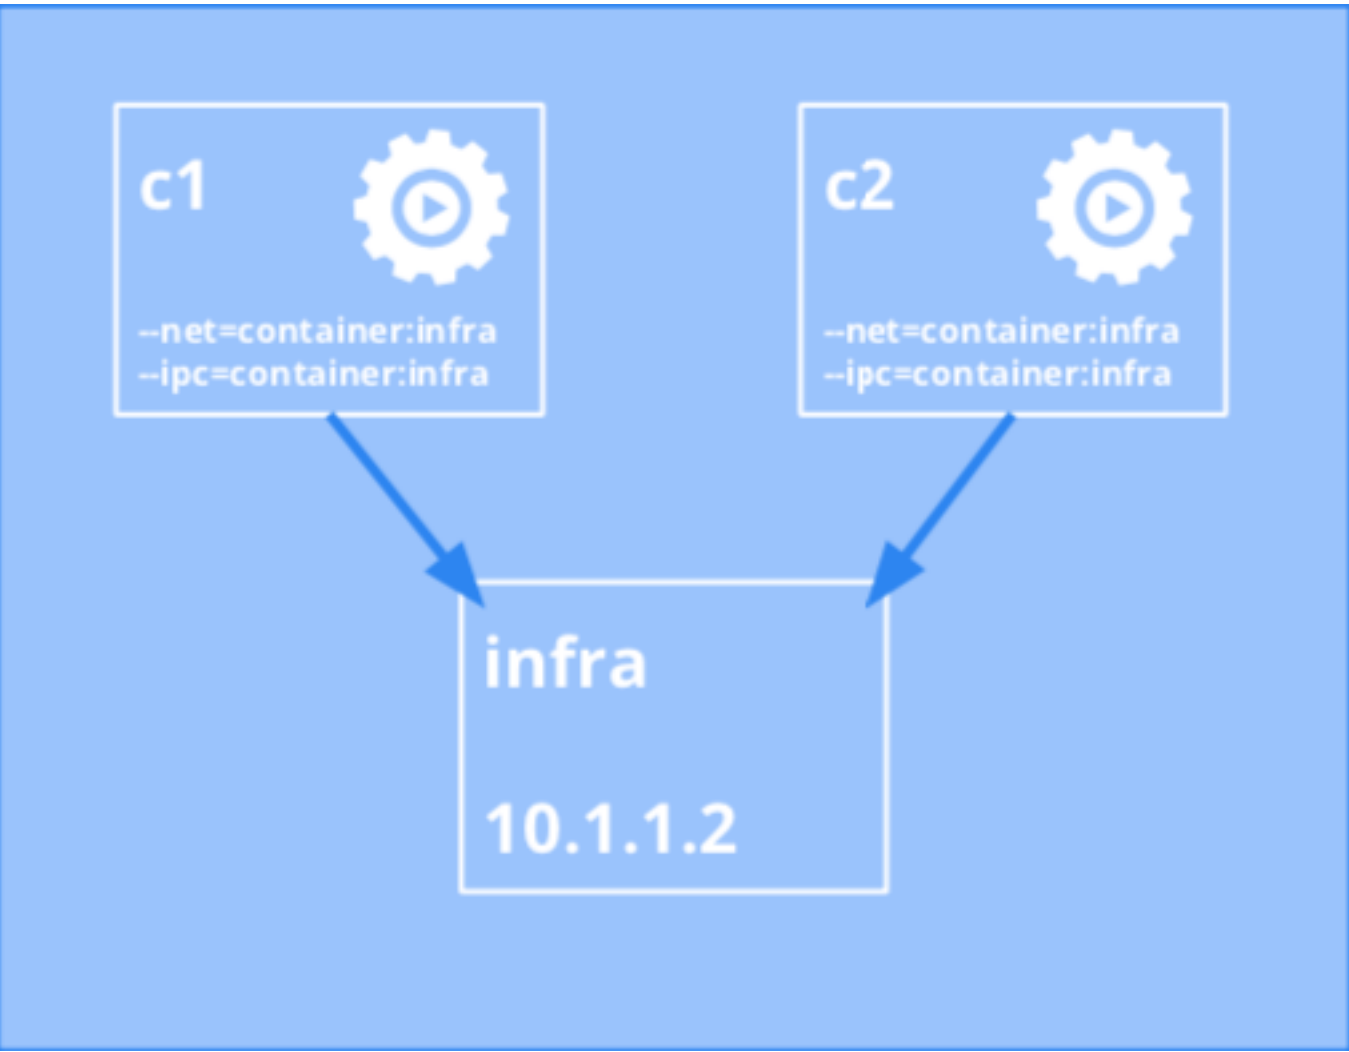 c1
--net=container:infra
--ipc=container:infra
c2
--net=container:infra
--ipc=container:infra
infra
10.1.1.2